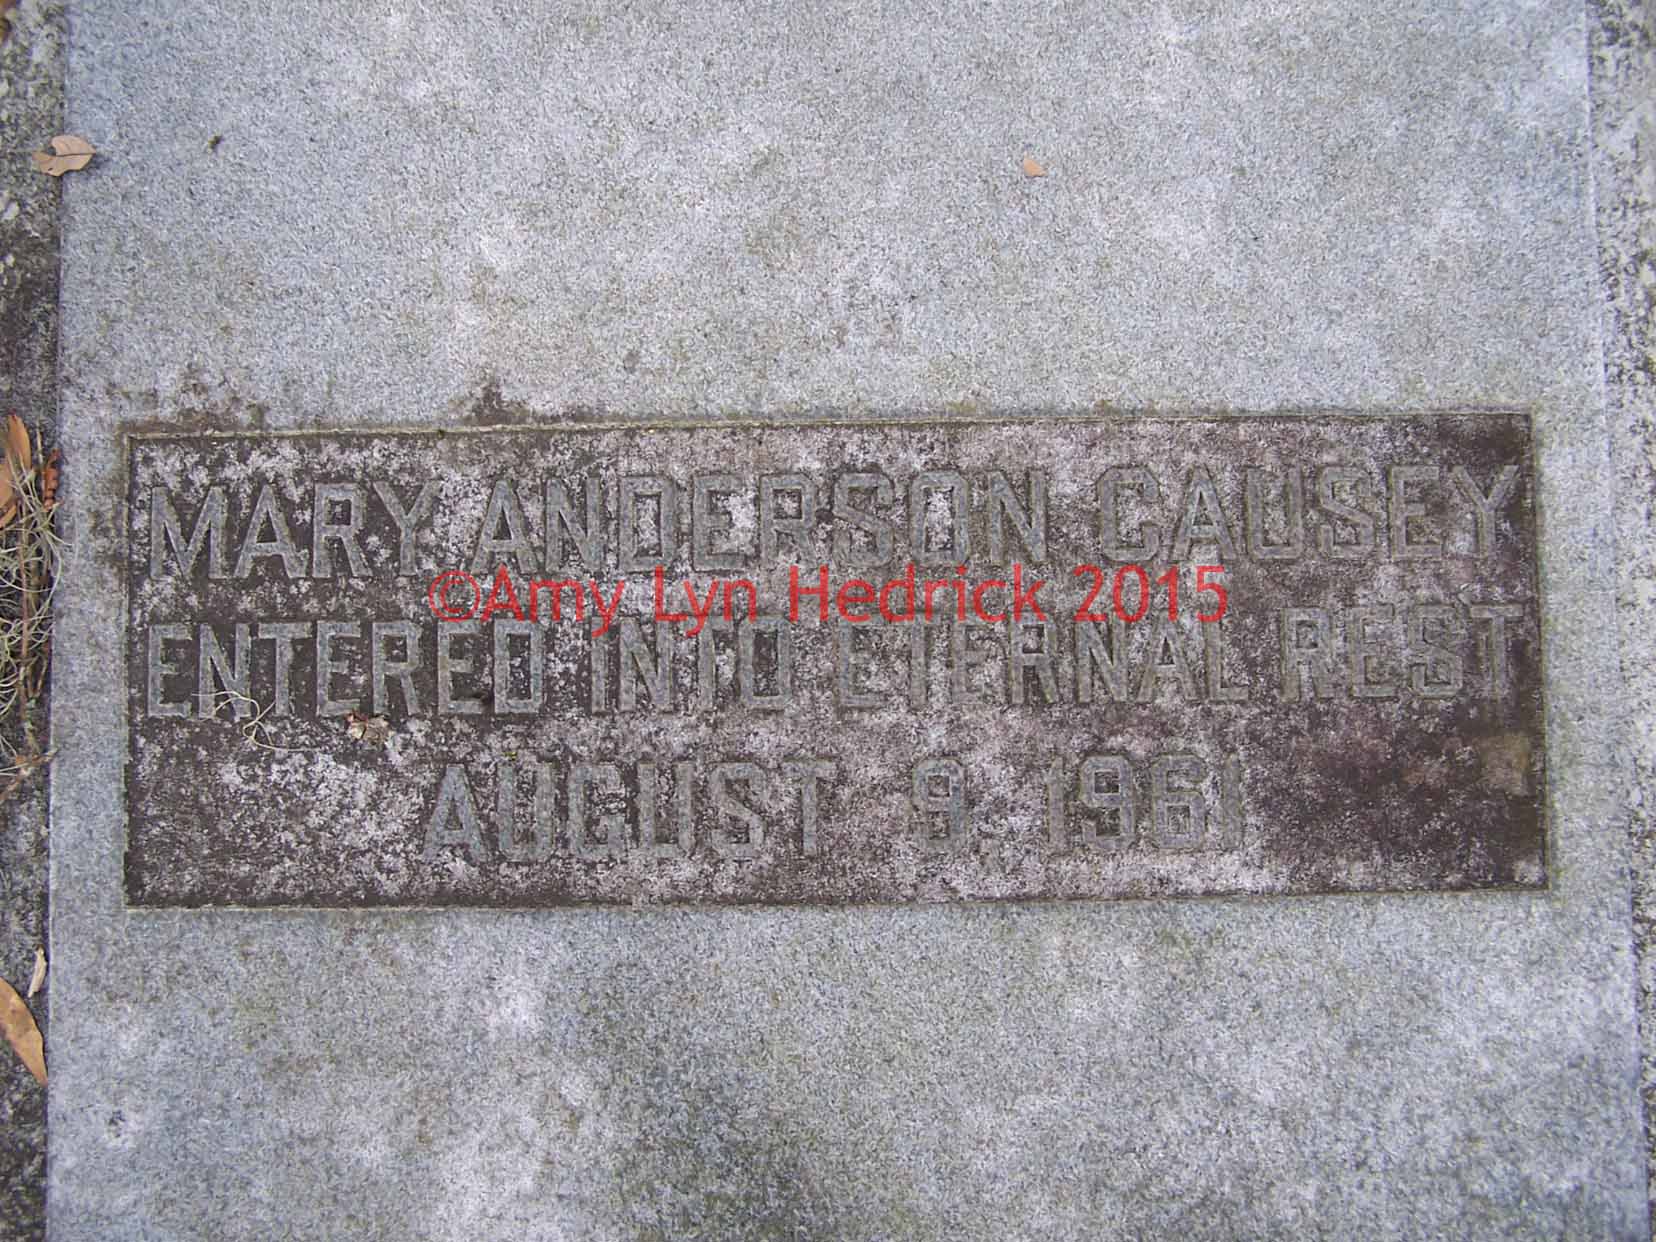 MARY ANDERSON CAUSEY
©Amy Lyn Hedrick 2015
ENTERED INTO ETERNAL REST
AUGUST 9, 1961